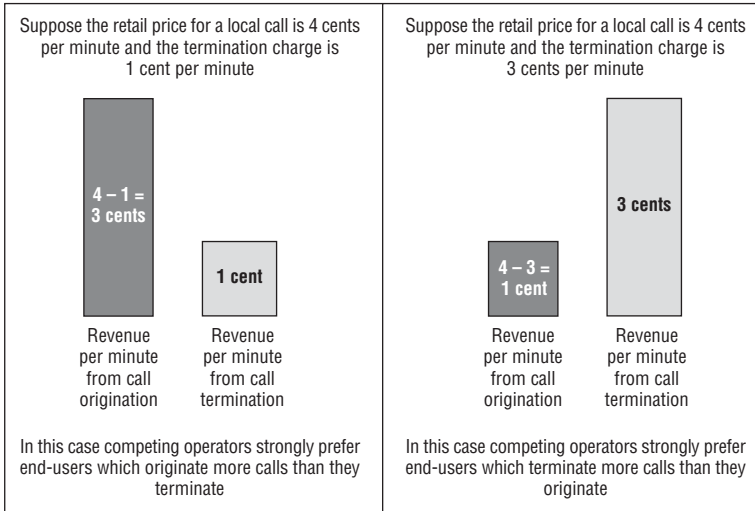 Suppose the retail price for a local call is 4 cents
per minute and the termination charge is
1 cent per minute
4 – 1 =
3 cents
1 cent
Revenue
per minute
from call
origination
Revenue
per minute
from call
termination
In this case competing operators strongly prefer
end-users which originate more calls than they
terminate
Suppose the retail price for a local call is 4 cents
per minute and the termination charge is
3 cents per minute
4 – 3 =
1 cent
3 cents
Revenue
per minute
from call
origination
Revenue
per minute
from call
termination
In this case competing operators strongly prefer
end-users which terminate more calls than they
originate